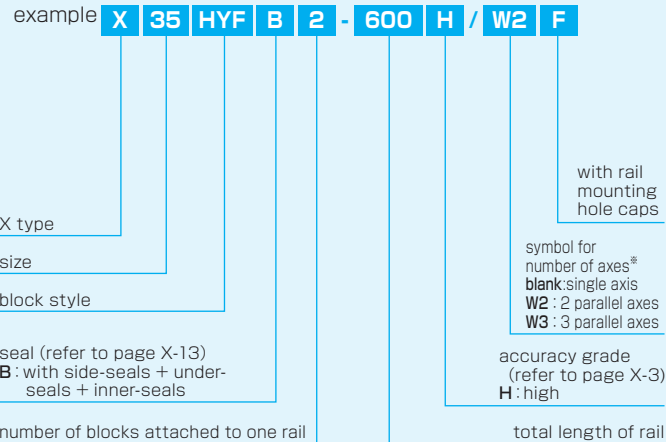 example X 35 HYF B 2 - 600 H / W2 F
with rail
mounting
hole caps
X type
size
block style
symbol for
number of axes※
blank:single axis
W2：2 parallel axes
W3：3 parallel axes
seal (refer to page X-13)
B：with side-seals + under-
seals + inner-seals
accuracy grade
(refer to page X-3)
H：high
number of blocks attached to one rail
total length of rail